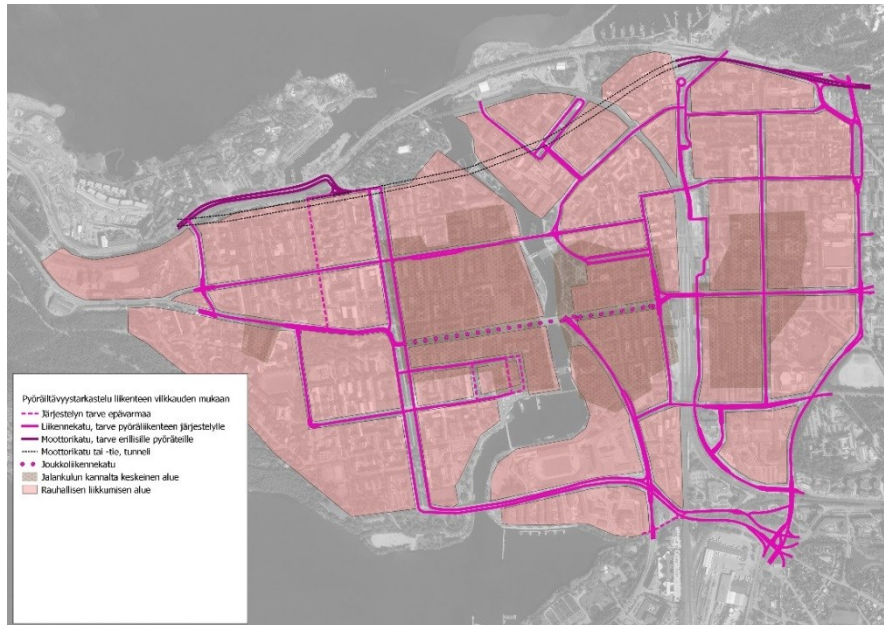 Pyöräiltävyystarkastelu liikenteen vilkkauden mukaan
Järjestelyn tarve epävarmaa
Liikennekatu, tarve pyöräliikenteen järjestelylle
Moottorikatu, tarve erillisille pyöräteille
Moottorikatu tai -tie, tunneli
Joukkoliikennekatu
Jalankulun kannalta keskeinen alue
Rauhallisen liikkumisen alue